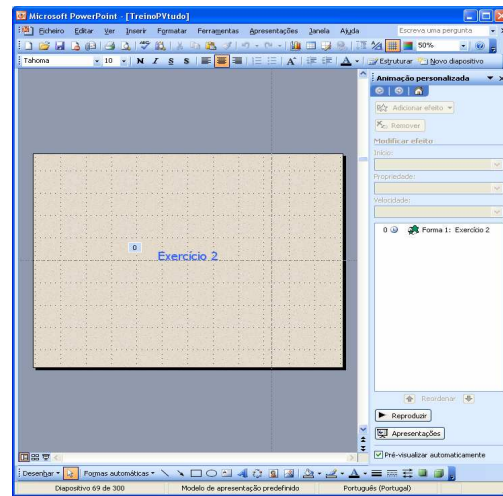 Microsoft PowerPoint - [TreinoPVtudo]
Ficheiro Editar Ver Inserir Formatar Ferramentas Apresentações Janela Ajuda Escreva uma pergunta
50%
Tahoma 10 N I S S A A Estruturar Novo diapositivo
Animação personalizada
Adicionar efeito
Remover
Modificar efeito
Início:
Propriedade:
Velocidade:
0 Forma 1: Exercício 2
0
Exercício 2
Reordenar
Reproduzir
Apresentações
Pré-visualizar automaticamente
Desenhar Formas automáticas A
Diapositivo 69 de 300 Modelo de apresentação predefinido Português (Portugal)